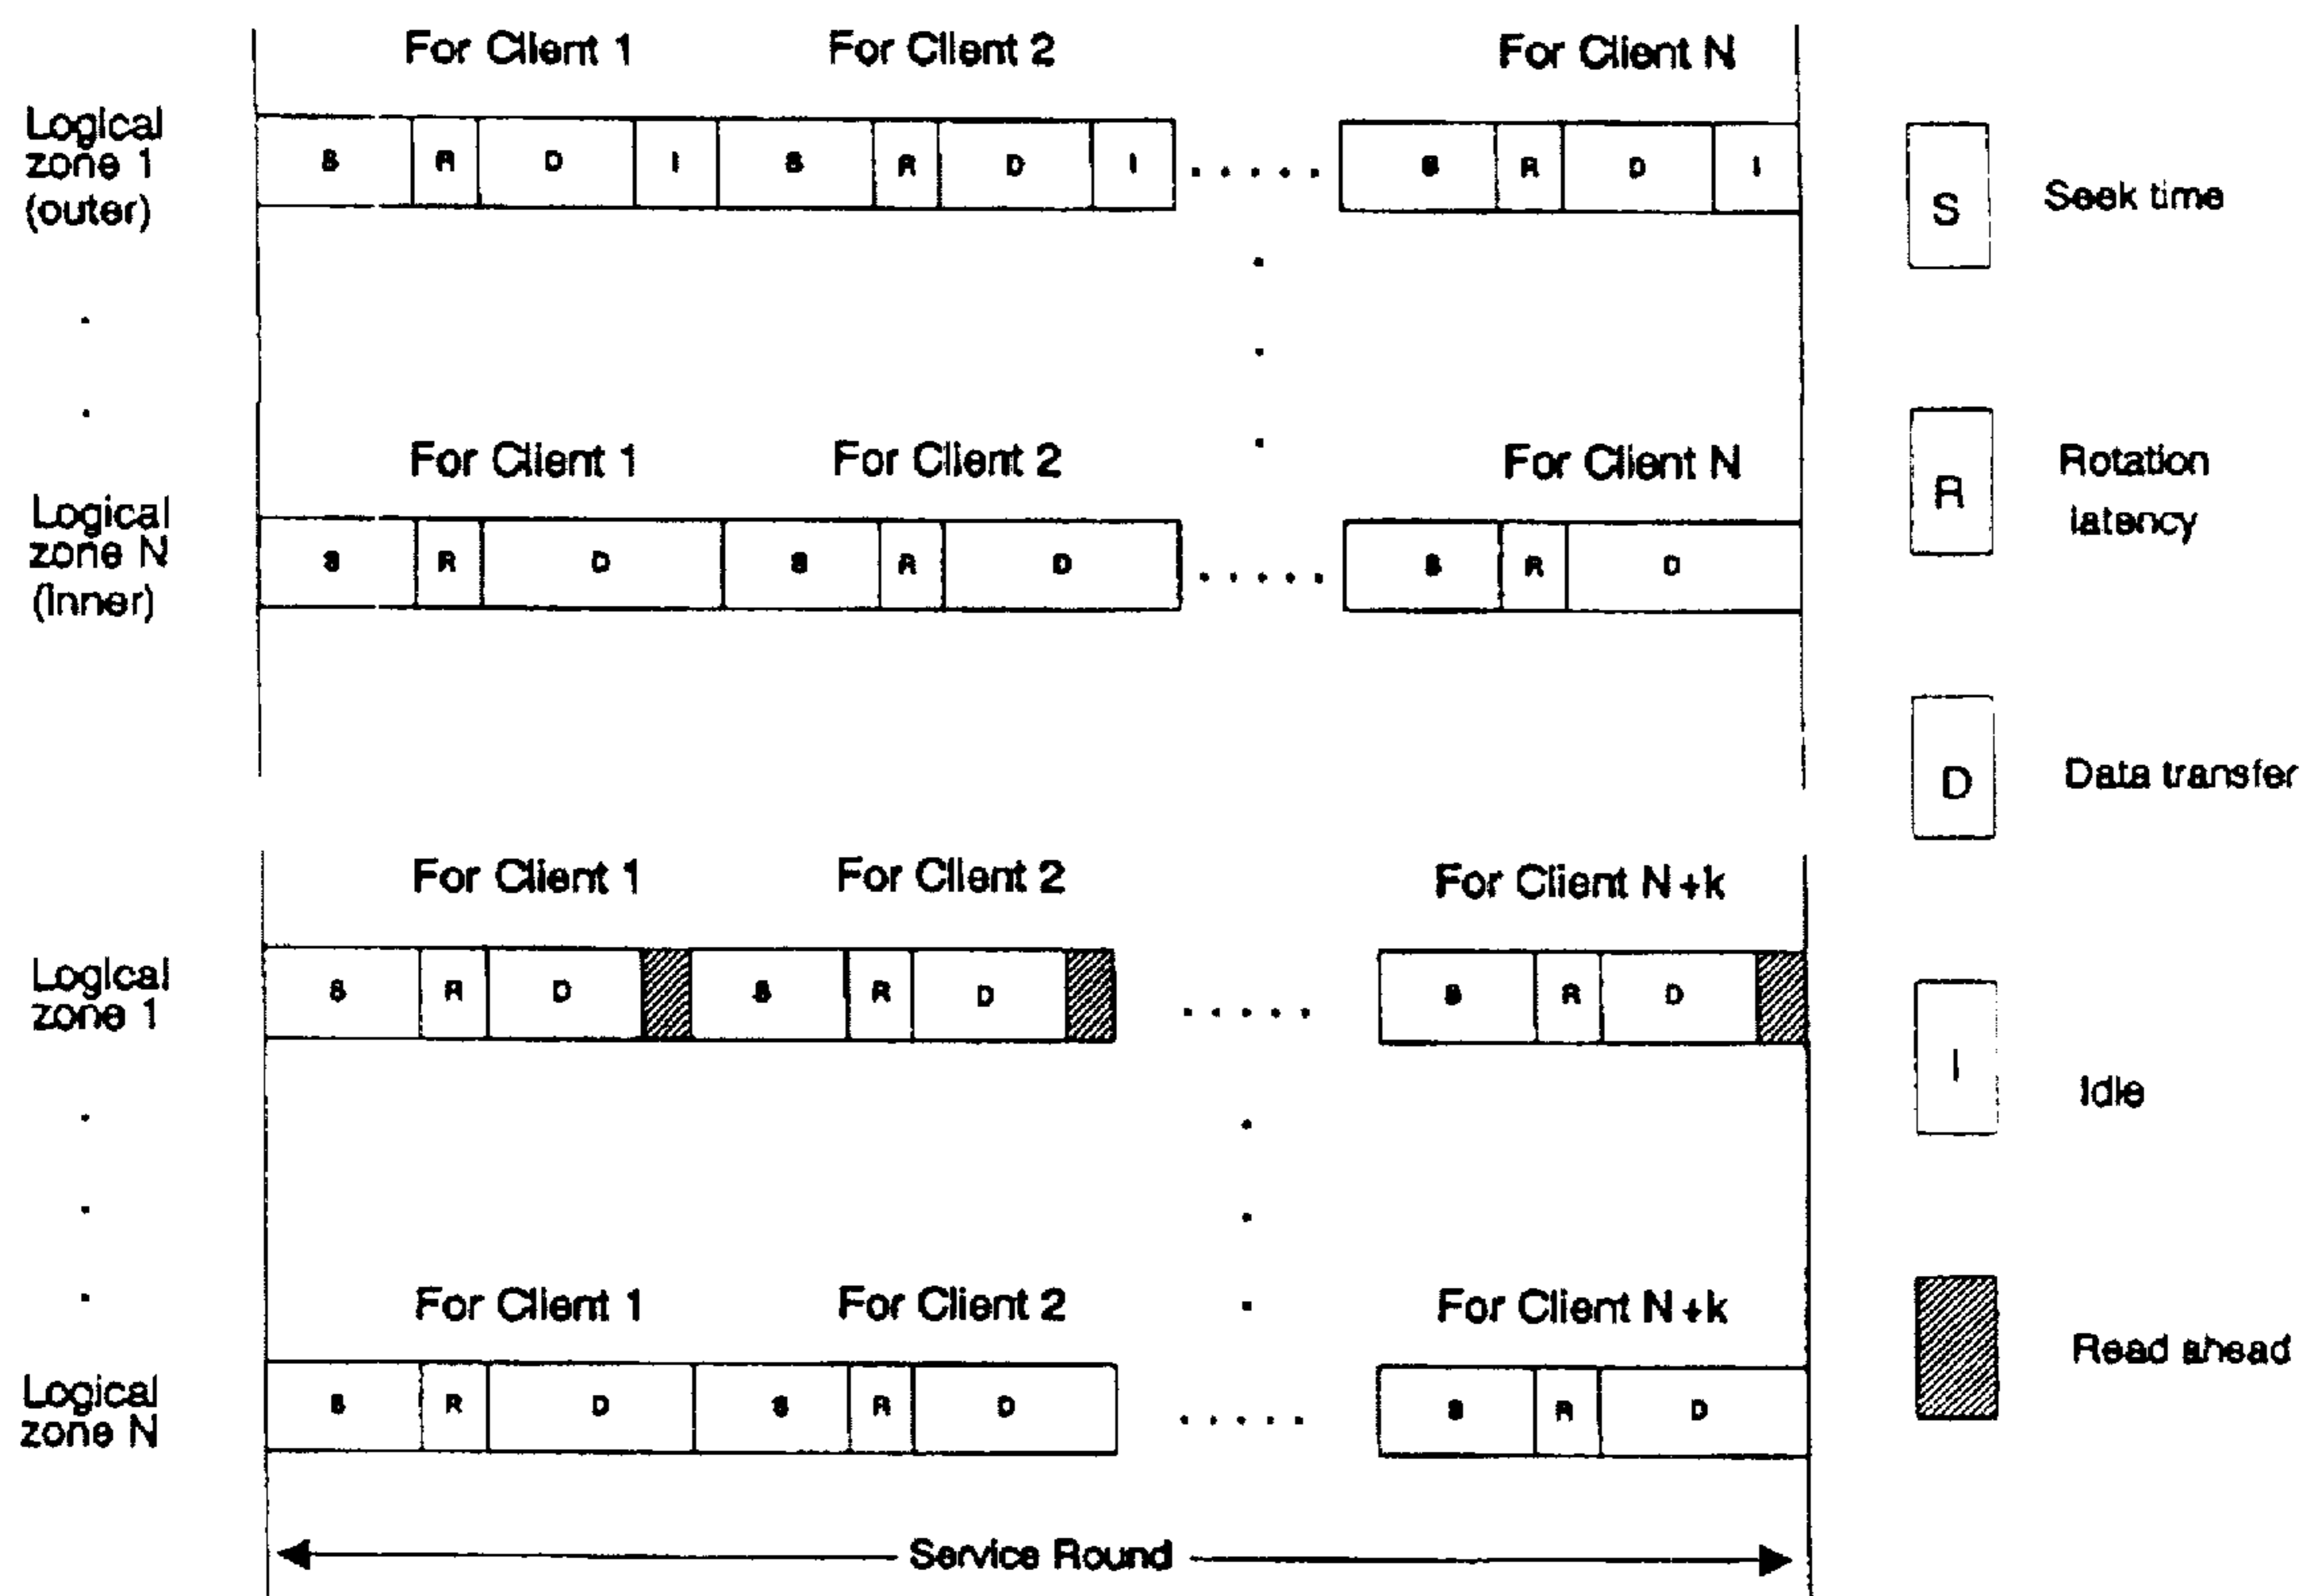 For Client 1 For Client 2 For Client N
Logical
zone 1
(outer)
S R D I S R D I ..... S R D I
S Seek time
For Client 1 For Client 2 For Client N
Logical
zone N
(inner)
S R D S R D ..... S R D
R Rotation
latency
D Data transfer
For Client 1 For Client 2 For Client N+k
Logical
zone 1
S R D S R D ..... S R D
I Idle
For Client 1 For Client 2 For Client N+k
Logical
zone N
S R D S R D ..... S R D
Read ahead
Service Round